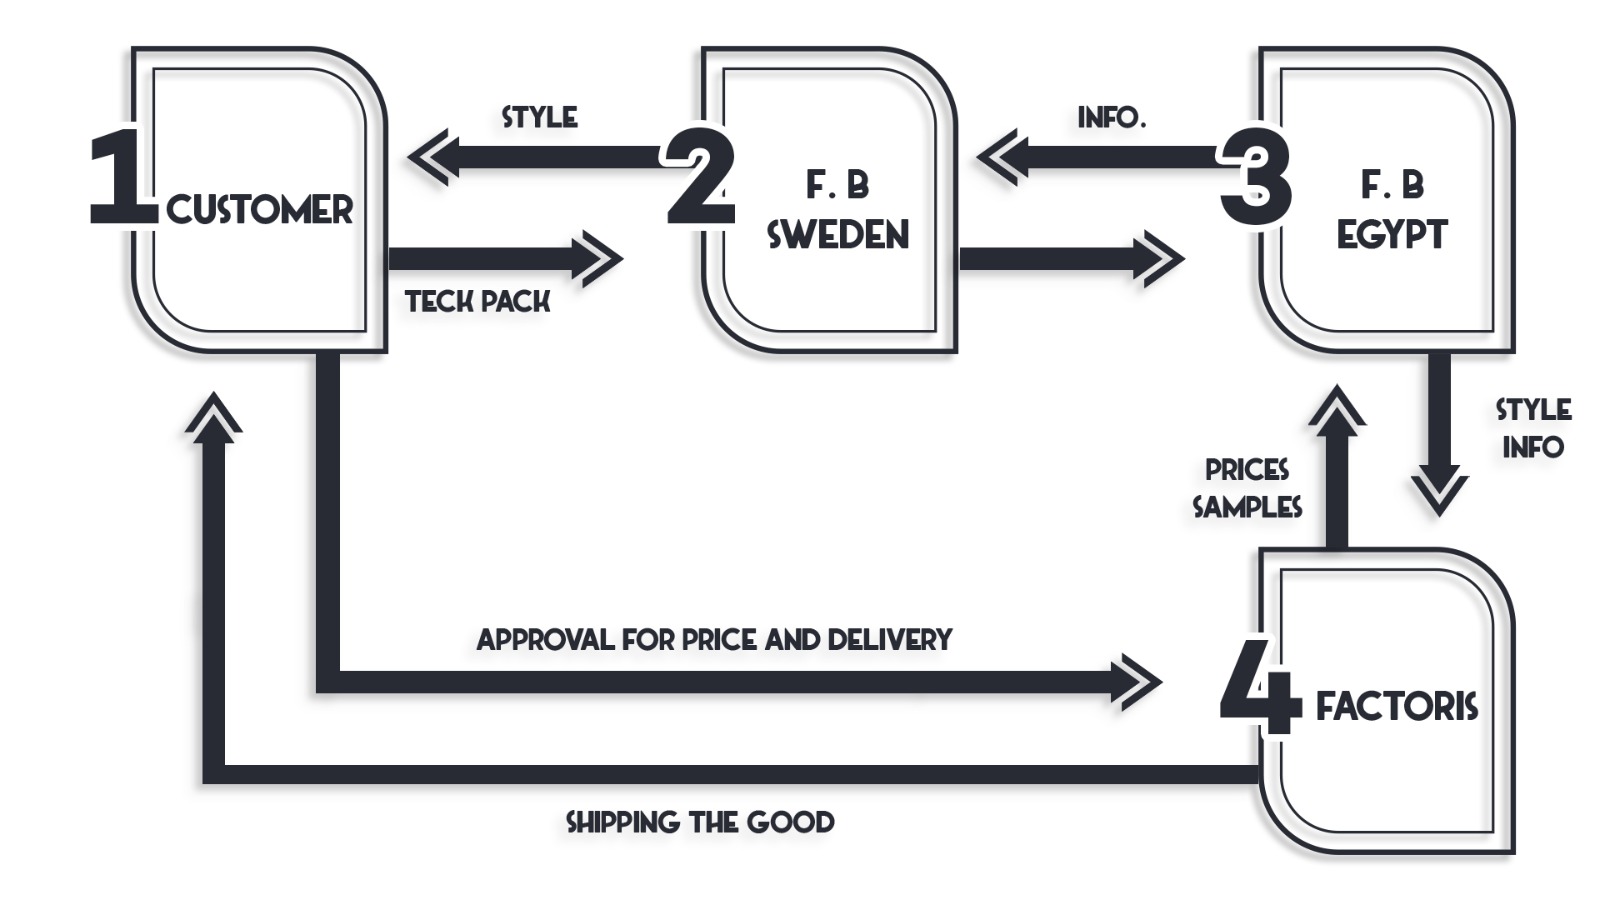 STYLE
INFO.
1
CUSTOMER
2
F. B
SWEDEN
3
F. B
EGYPT
TECK PACK
STYLE
INFO
PRICES
SAMPLES
APPROVAL FOR PRICE AND DELIVERY
4
FACTORIS
SHIPPING THE GOOD